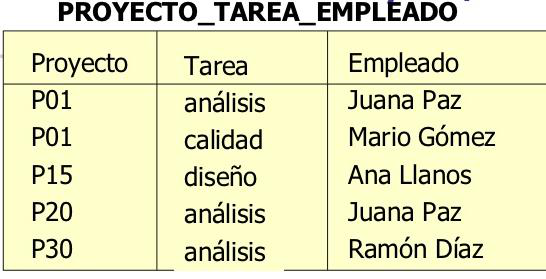 PROYECTO_TAREA_EMPLEADO
Proyecto Tarea Empleado
P01 análisis Juana Paz
P01 calidad Mario Gómez
P15 diseño Ana Llanos
P20 análisis Juana Paz
P30 análisis Ramón Díaz